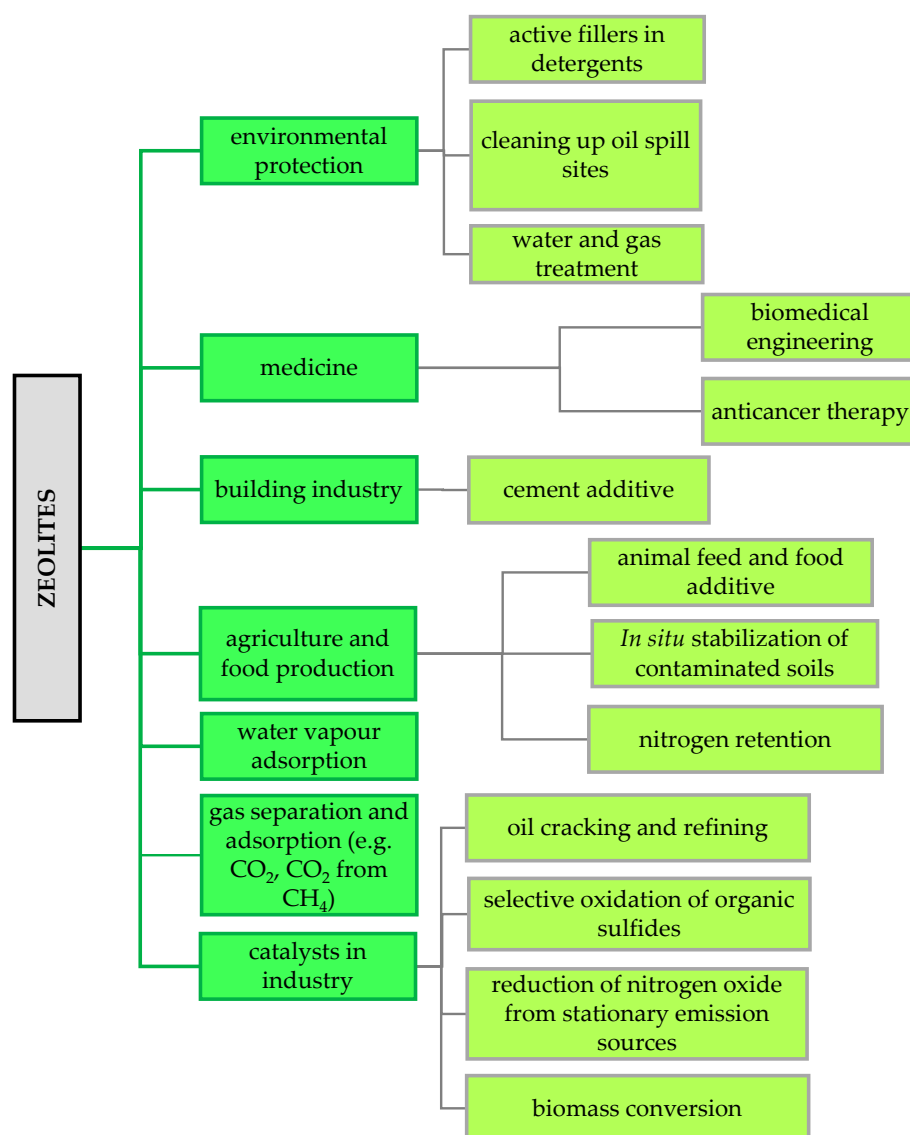 ZEOLITES
environmental
protection
active fillers in
detergents
cleaning up oil spill
sites
water and gas
treatment
medicine
biomedical
engineering
anticancer therapy
building industry
cement additive
agriculture and
food production
animal feed and food
additive
In situ stabilization of
contaminated soils
nitrogen retention
water vapour
adsorption
gas separation and
adsorption (e.g.
CO₂, CO₂ from
CH₄)
catalysts in
industry
oil cracking and refining
selective oxidation of organic
sulfides
reduction of nitrogen oxide
from stationary emission
sources
biomass conversion